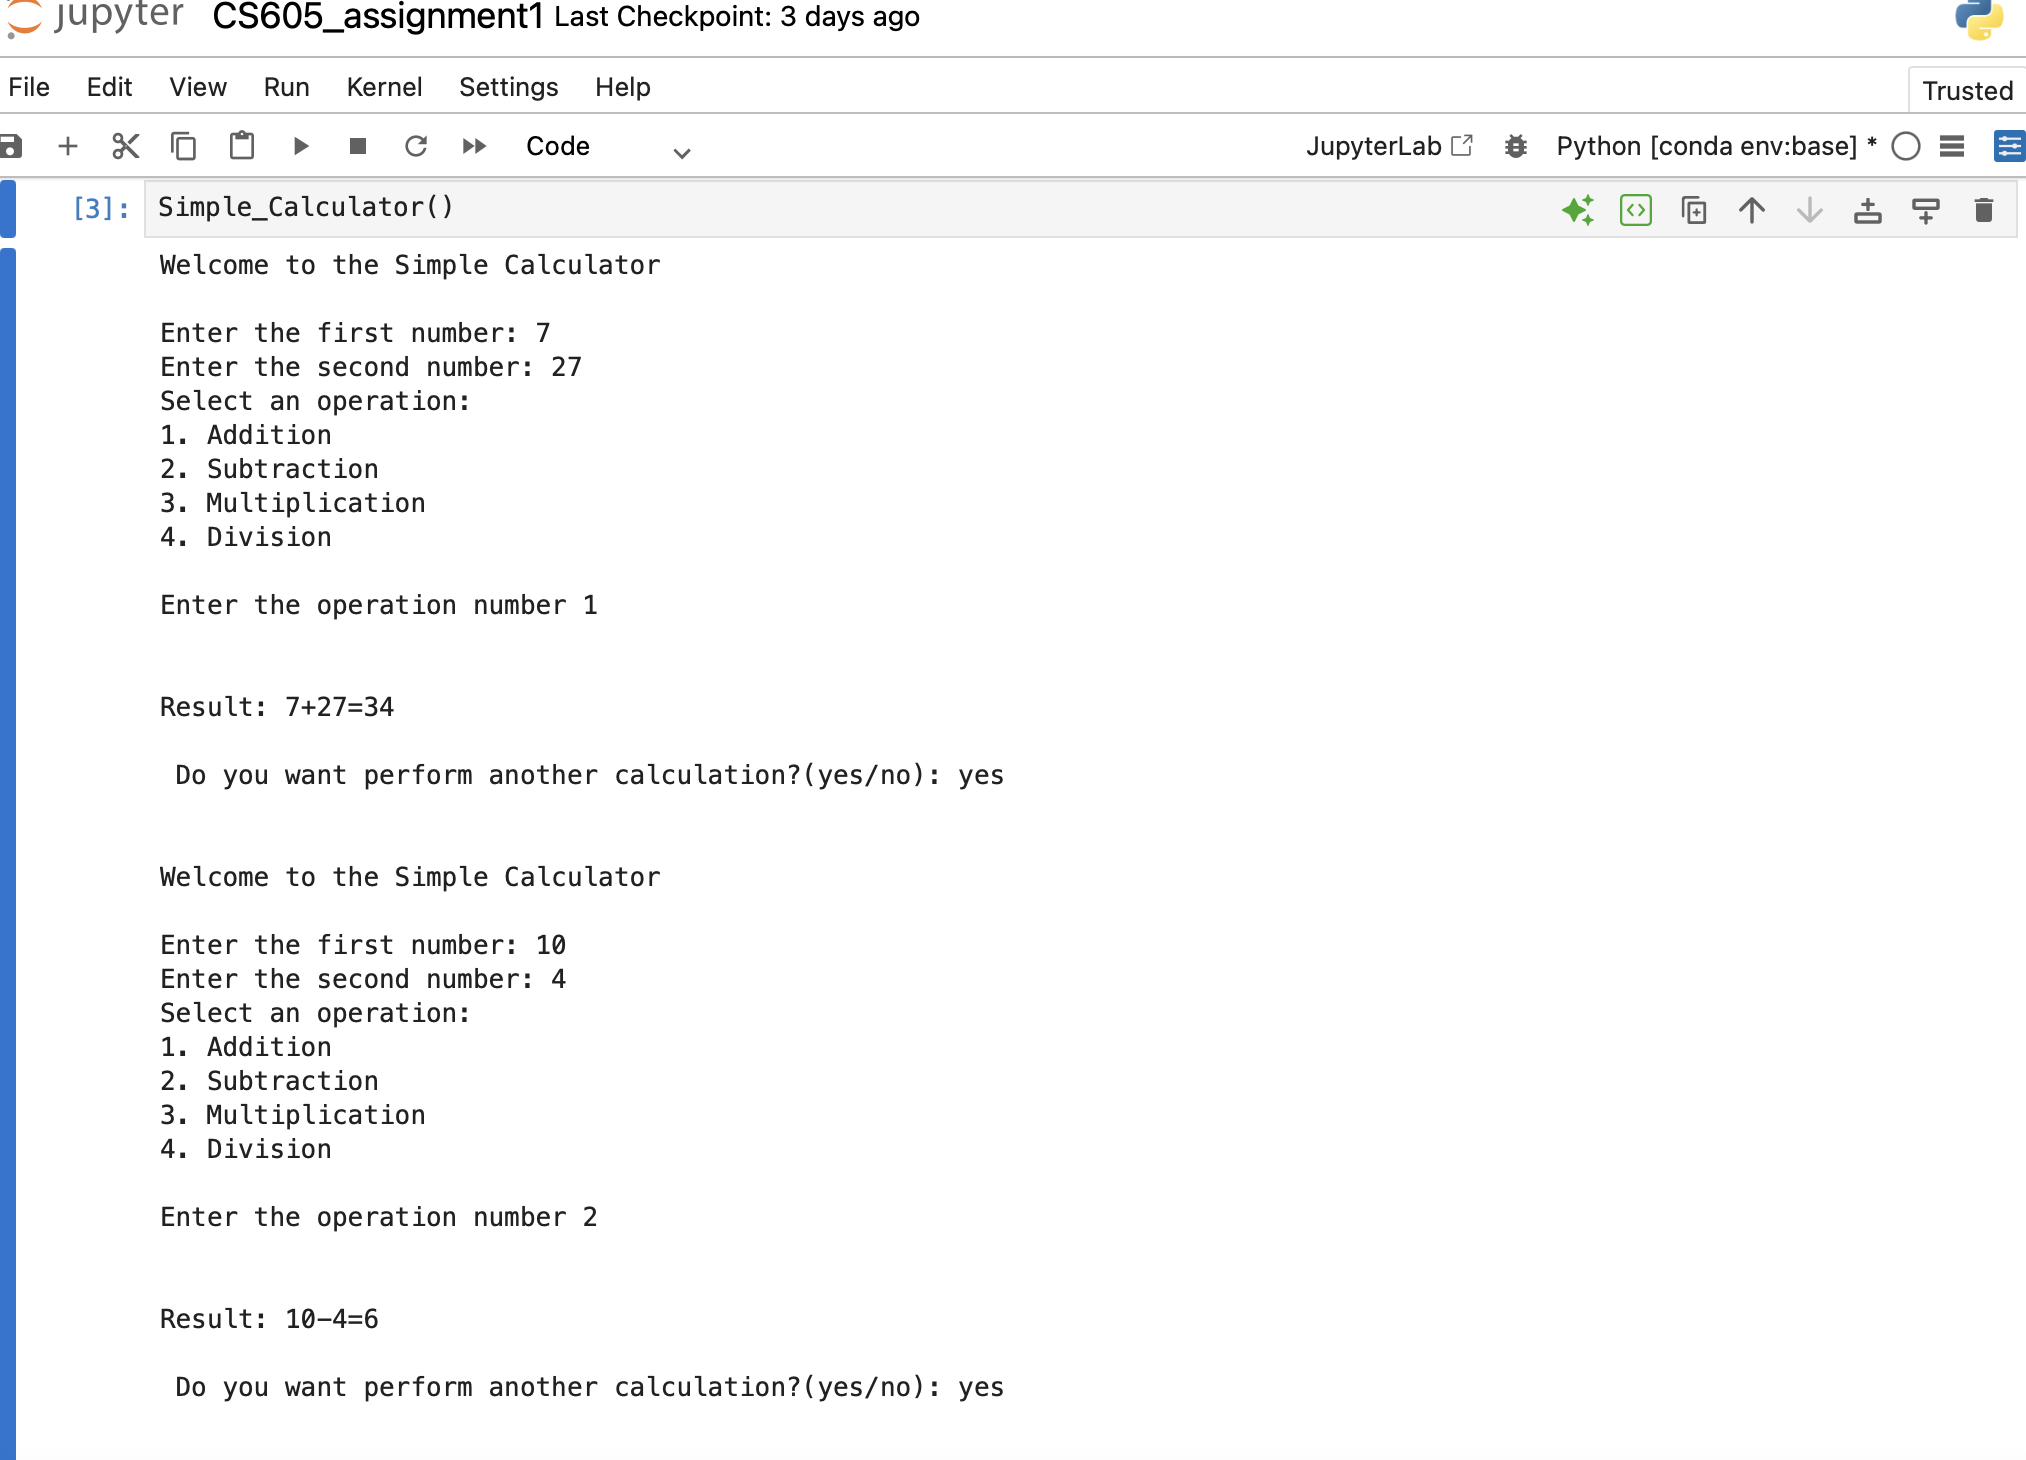 jupyter CS605_assignment1 Last Checkpoint: 3 days ago
File Edit View Run Kernel Settings Help Trusted
Code JupyterLab Python [conda env:base] *
[3]: Simple_Calculator()
Welcome to the Simple Calculator
Enter the first number: 7
Enter the second number: 27
Select an operation:
1. Addition
2. Subtraction
3. Multiplication
4. Division
Enter the operation number 1
Result: 7+27=34
Do you want perform another calculation?(yes/no): yes
Welcome to the Simple Calculator
Enter the first number: 10
Enter the second number: 4
Select an operation:
1. Addition
2. Subtraction
3. Multiplication
4. Division
Enter the operation number 2
Result: 10-4=6
Do you want perform another calculation?(yes/no): yes